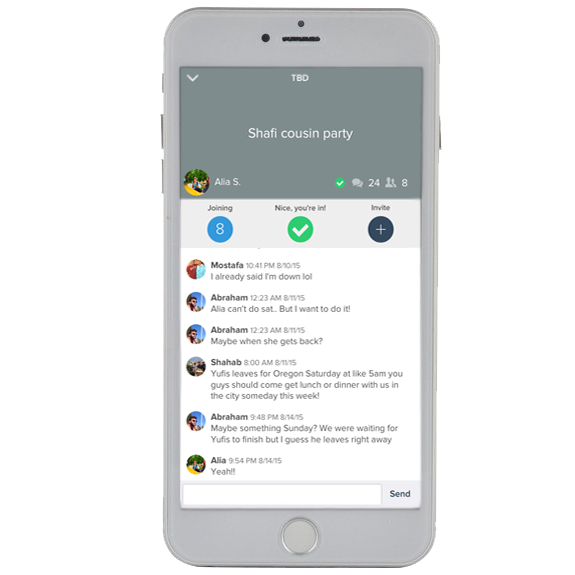 TBD
Shafi cousin party
Alia S.
24
8
Joining
Nice, you're in!
Invite
8
Mostafa 10:41 PM 8/10/15
I already said I'm down lol
Abraham 12:23 AM 8/11/15
Alia can't do sat.. But I want to do it!
Abraham 12:23 AM 8/11/15
Maybe when she gets back?
Shahab 8:00 AM 8/11/15
Yufis leaves for Oregon Saturday at like 5am you
guys should come get lunch or dinner with us in
the city someday this week!
Abraham 9:48 PM 8/14/15
Maybe something Sunday? We were waiting for
Yufis to finish but I guess he leaves right away
Alia 9:54 PM 8/14/15
Yeah!!
Send